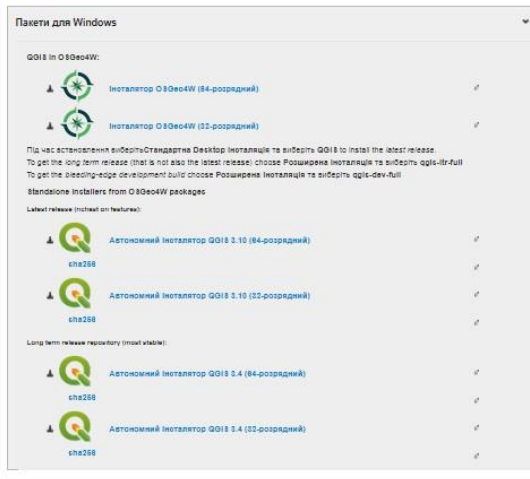 Пакети для Windows
QGIS in OSGeo4W:
Інсталятор OSGeo4W (64-розрядний)
Інсталятор OSGeo4W (32-розрядний)
Під час встановлення виберітьСтандартна Desktop Інсталяція та виберіть QGIS to install the latest release.
To get the long term release (that is not also the latest release) choose Розширена Інсталяція та виберіть qgis-ltr-full
To get the bleeding-edge development build choose Розширена Інсталяція та виберіть qgis-dev-full
Standalone installers from OSGeo4W packages
Latest release (richest on features):
Автономний Інсталятор QGIS 3.10 (64-розрядний)
sha256
Автономний Інсталятор QGIS 3.10 (32-розрядний)
sha256
Long term release repository (most stable):
Автономний Інсталятор QGIS 3.4 (64-розрядний)
sha256
Автономний Інсталятор QGIS 3.4 (32-розрядний)
sha256